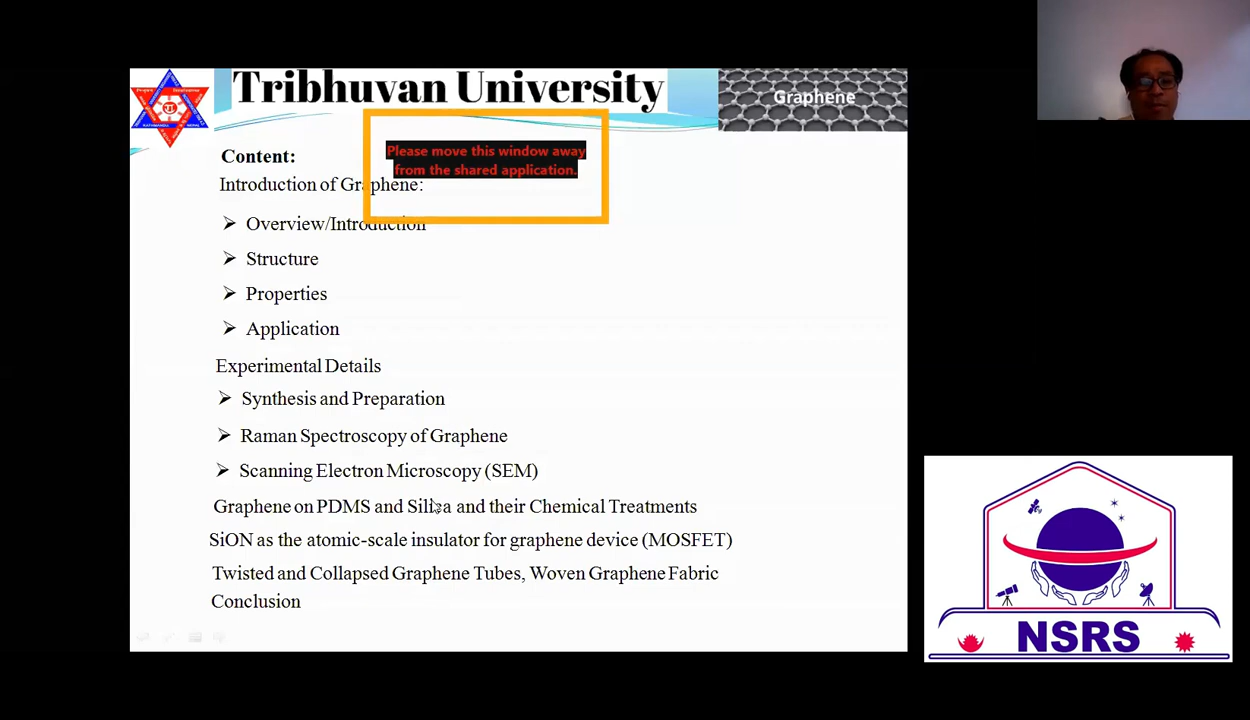 Tribhuvan University
Graphene
Please move this window away
from the shared application.
Content:
Introduction of Graphene:
Overview/Introduction
Structure
Properties
Application
Experimental Details
Synthesis and Preparation
Raman Spectroscopy of Graphene
Scanning Electron Microscopy (SEM)
Graphene on PDMS and Silica and their Chemical Treatments
SiON as the atomic-scale insulator for graphene device (MOSFET)
Twisted and Collapsed Graphene Tubes, Woven Graphene Fabric
Conclusion
NSRS